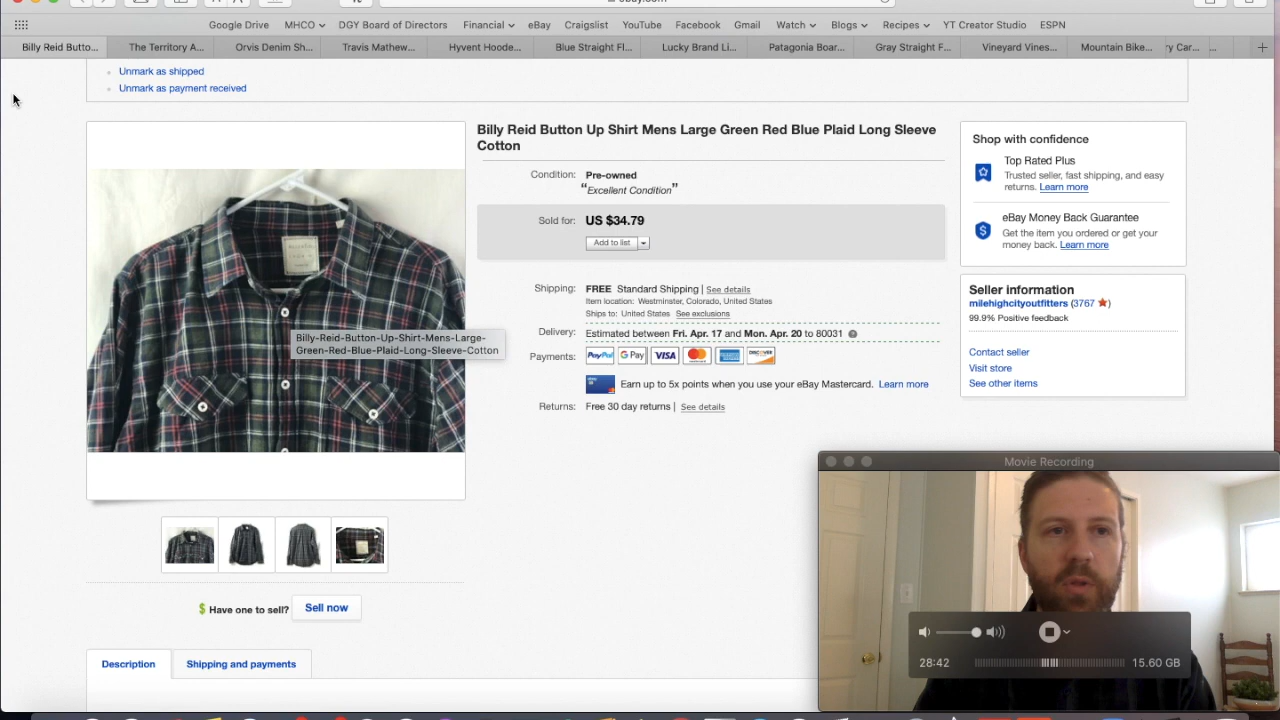 Google Drive MHCO DGY Board of Directors Financial eBay Craigslist YouTube Facebook Gmail Watch Blogs Recipes YT Creator Studio ESPN
Billy Reid Butto... The Territory A... Orvis Denim Sh... Travis Mathew... Hyvent Hoode... Blue Straight Fl... Lucky Brand Li... Patagonia Boar... Gray Straight F... Vineyard Vines... Mountain Bike... ry Car... ...
Unmark as shipped
Unmark as payment received
Billy Reid Button Up Shirt Mens Large Green Red Blue Plaid Long Sleeve
Cotton
Condition: Pre-owned
“Excellent Condition”
Sold for: US $34.79
Add to list
Shipping: FREE Standard Shipping | See details
Item location: Westminster, Colorado, United States
Ships to: United States See exclusions
Delivery: Estimated between Fri. Apr. 17 and Mon. Apr. 20 to 80031
Payments: PayPal G Pay VISA DISCOVER
Earn up to 5x points when you use your eBay Mastercard. Learn more
Returns: Free 30 day returns | See details
Billy-Reid-Button-Up-Shirt-Mens-Large-
Green-Red-Blue-Plaid-Long-Sleeve-Cotton
$ Have one to sell? Sell now
Description Shipping and payments
Shop with confidence
Top Rated Plus
Trusted seller, fast shipping, and easy
returns. Learn more
eBay Money Back Guarantee
Get the item you ordered or get your
money back. Learn more
Seller information
milehighcityoutfitters (3767)
99.9% Positive feedback
Contact seller
Visit store
See other items
Movie Recording
28:42 15.60 GB